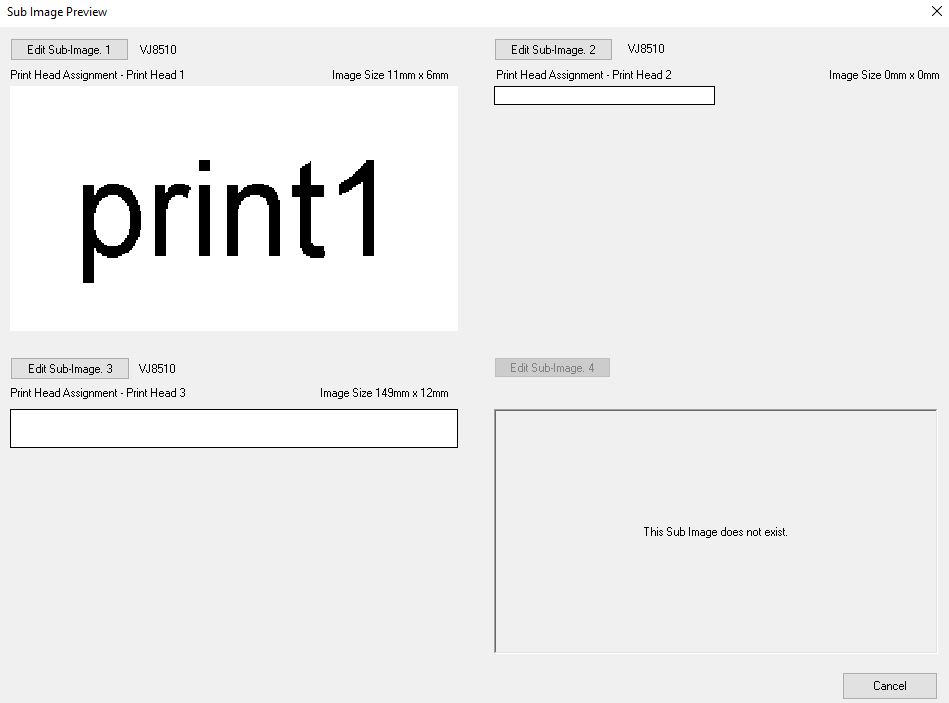 Sub Image Preview
Edit Sub-Image. 1 VJ8510
Print Head Assignment - Print Head 1 Image Size 11mm x 6mm
print1
Edit Sub-Image. 2 VJ8510
Print Head Assignment - Print Head 2 Image Size 0mm x 0mm
Edit Sub-Image. 3 VJ8510
Print Head Assignment - Print Head 3 Image Size 149mm x 12mm
Edit Sub-Image. 4
This Sub Image does not exist.
Cancel